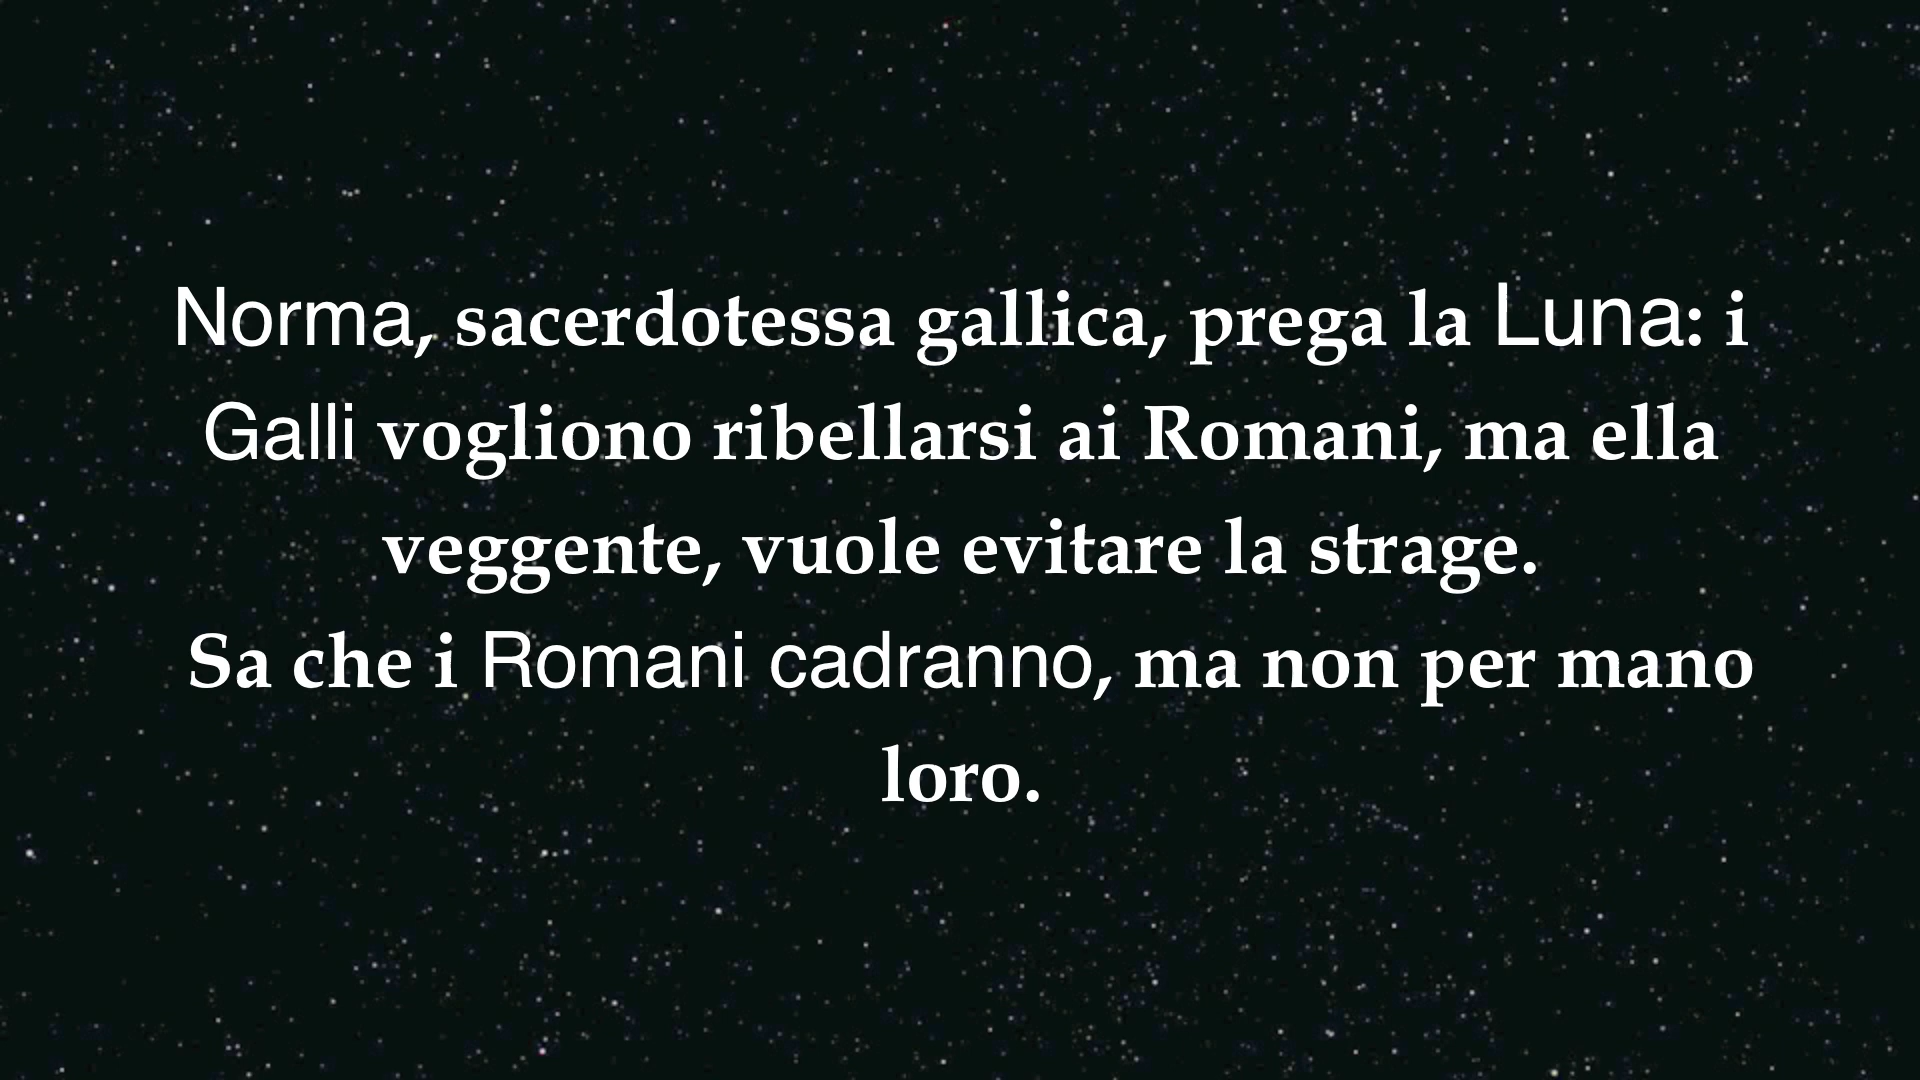 Norma, sacerdotessa gallica, prega la Luna: i
Galli vogliono ribellarsi ai Romani, ma ella
veggente, vuole evitare la strage.
Sa che i Romani cadranno, ma non per mano
loro.